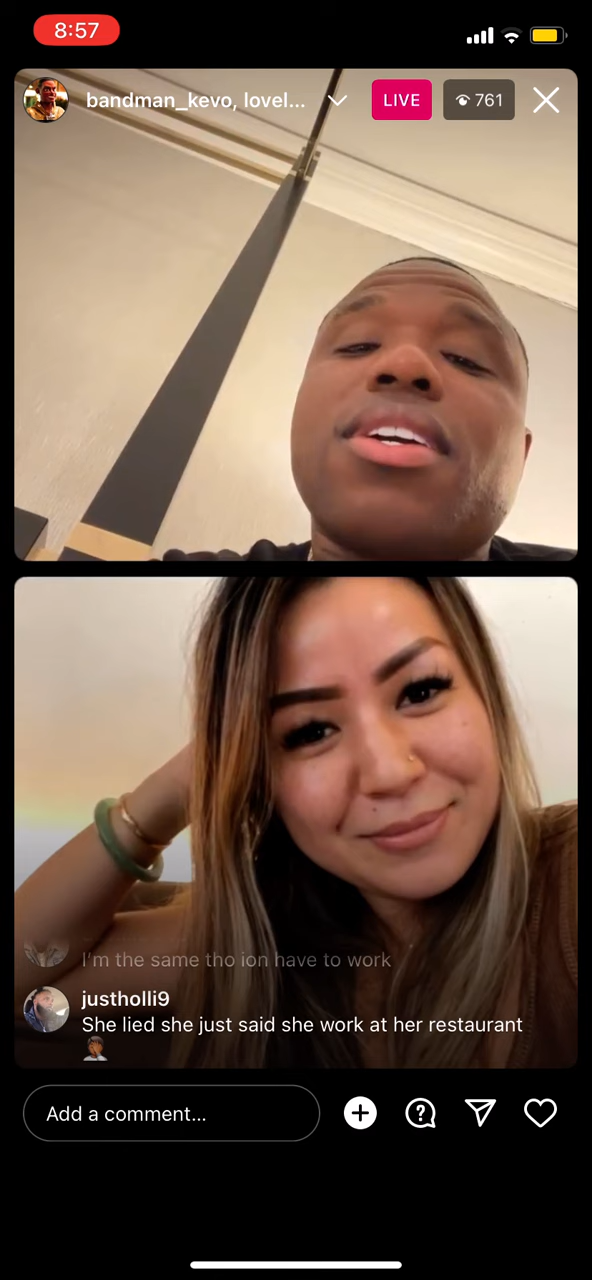 8:57
bandman_kevo, lovel...
LIVE
761
I'm the same tho ion have to work
justholli9
She lied she just said she work at her restaurant
🤦🏾‍♂️
Add a comment...